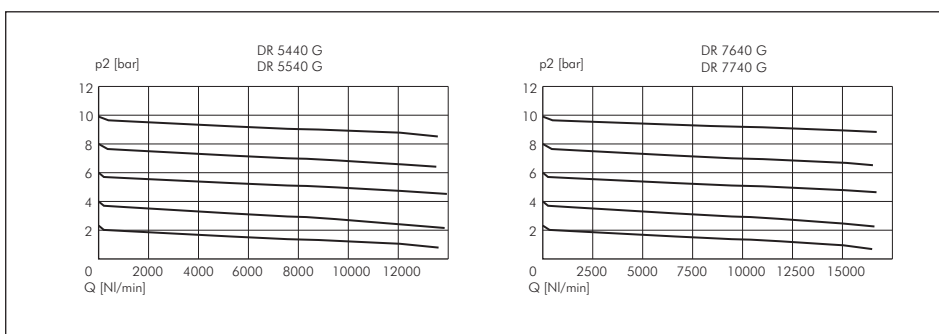 DR 5440 G
DR 5540 G
p2 [bar]
12
10
8
6
4
2
0 2000 4000 6000 8000 10000 12000
Q [Nl/min]
DR 7640 G
DR 7740 G
p2 [bar]
12
10
8
6
4
2
0 2500 5000 7500 10000 12500 15000
Q [Nl/min]